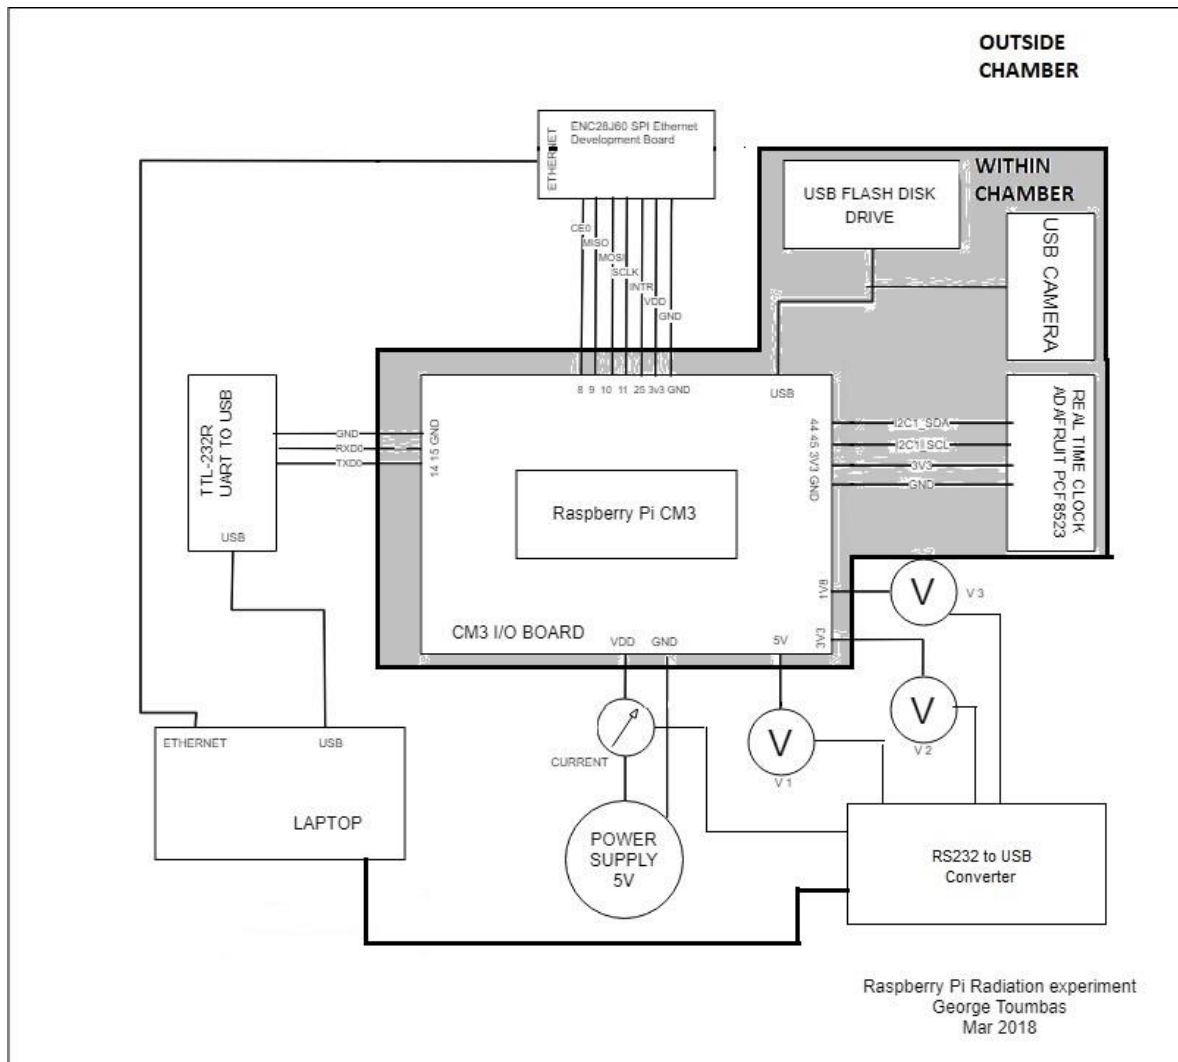 OUTSIDE
CHAMBER
ENC28J60 SPI Ethernet
Development Board
ETHERNET
WITHIN
CHAMBER
USB FLASH DISK
DRIVE
USB CAMERA
CE0
MISO
MOSI
SCLK
INTR
VDD
GND
8 9 10 11 25 3v3 GND
USB
TTL-232R
UART TO USB
USB
GND
RXD0
TXD0
14 15 GND
44 45 3V3 GND
I2C1_SDA
I2C1_SCL
3V3
GND
REAL TIME CLOCK
ADAFRUIT PCF8523
Raspberry Pi CM3
CM3 I/O BOARD
VDD
GND
5V
3V3
1V8
V
V 3
V
V 2
V
V 1
CURRENT
ETHERNET
USB
LAPTOP
POWER
SUPPLY
5V
RS232 to USB
Converter
Raspberry Pi Radiation experiment
George Toumbas
Mar 2018